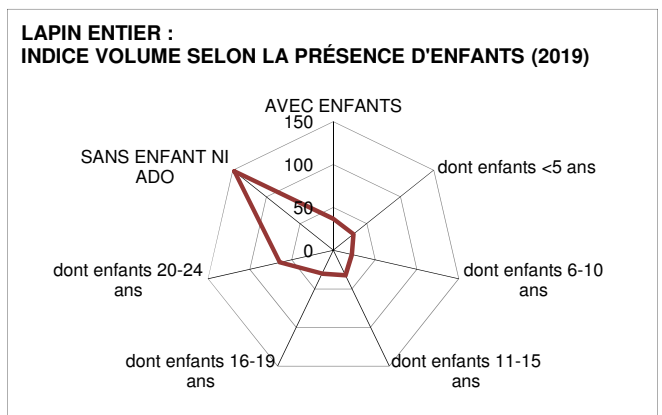 LAPIN ENTIER :
INDICE VOLUME SELON LA PRÉSENCE D'ENFANTS (2019)
AVEC ENFANTS
150
100
50
0
SANS ENFANT NI
ADO
dont enfants <5 ans
dont enfants 20-24
ans
dont enfants 6-10
ans
dont enfants 16-19
ans
dont enfants 11-15
ans